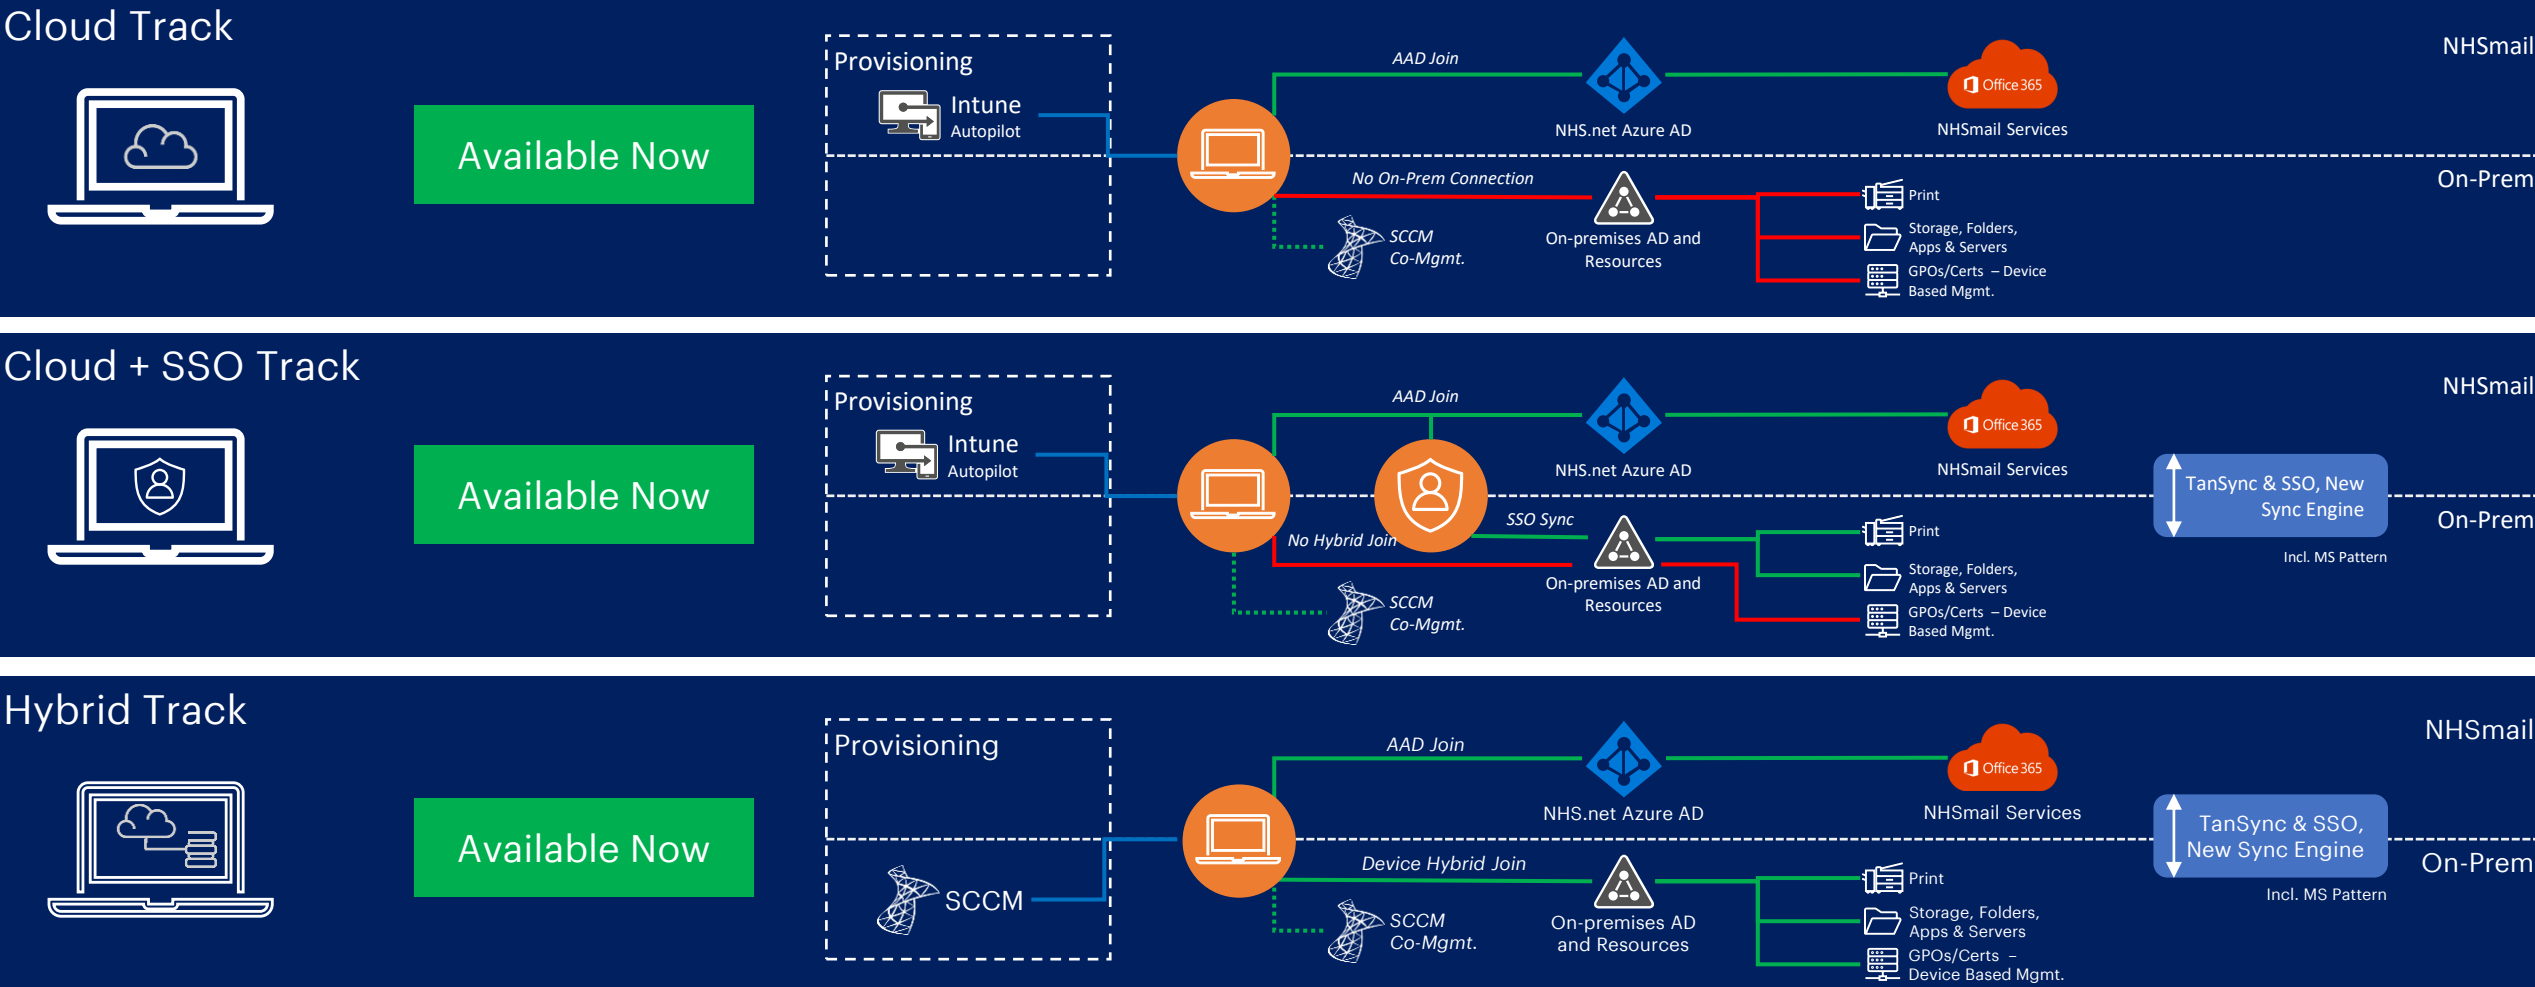 Cloud Track
NHSmail
Provisioning
AAD Join
Intune
Autopilot
Office 365
NHS.net Azure AD
NHSmail Services
Available Now
No On-Prem Connection
On-Prem
Print
SCCM
Co-Mgmt.
On-premises AD and
Resources
Storage, Folders,
Apps & Servers
GPOs/Certs – Device
Based Mgmt.
Cloud + SSO Track
NHSmail
Provisioning
AAD Join
Intune
Autopilot
Office 365
NHS.net Azure AD
NHSmail Services
Available Now
TanSync & SSO, New
Sync Engine
SSO Sync
On-Prem
No Hybrid Join
Print
Incl. MS Pattern
On-premises AD and
Resources
Storage, Folders,
Apps & Servers
SCCM
Co-Mgmt.
GPOs/Certs – Device
Based Mgmt.
Hybrid Track
NHSmail
Provisioning
AAD Join
Office 365
NHS.net Azure AD
NHSmail Services
Available Now
TanSync & SSO,
New Sync Engine
Device Hybrid Join
On-Prem
SCCM
Print
Incl. MS Pattern
SCCM
Co-Mgmt.
On-premises AD
and Resources
Storage, Folders,
Apps & Servers
GPOs/Certs –
Device Based Mgmt.